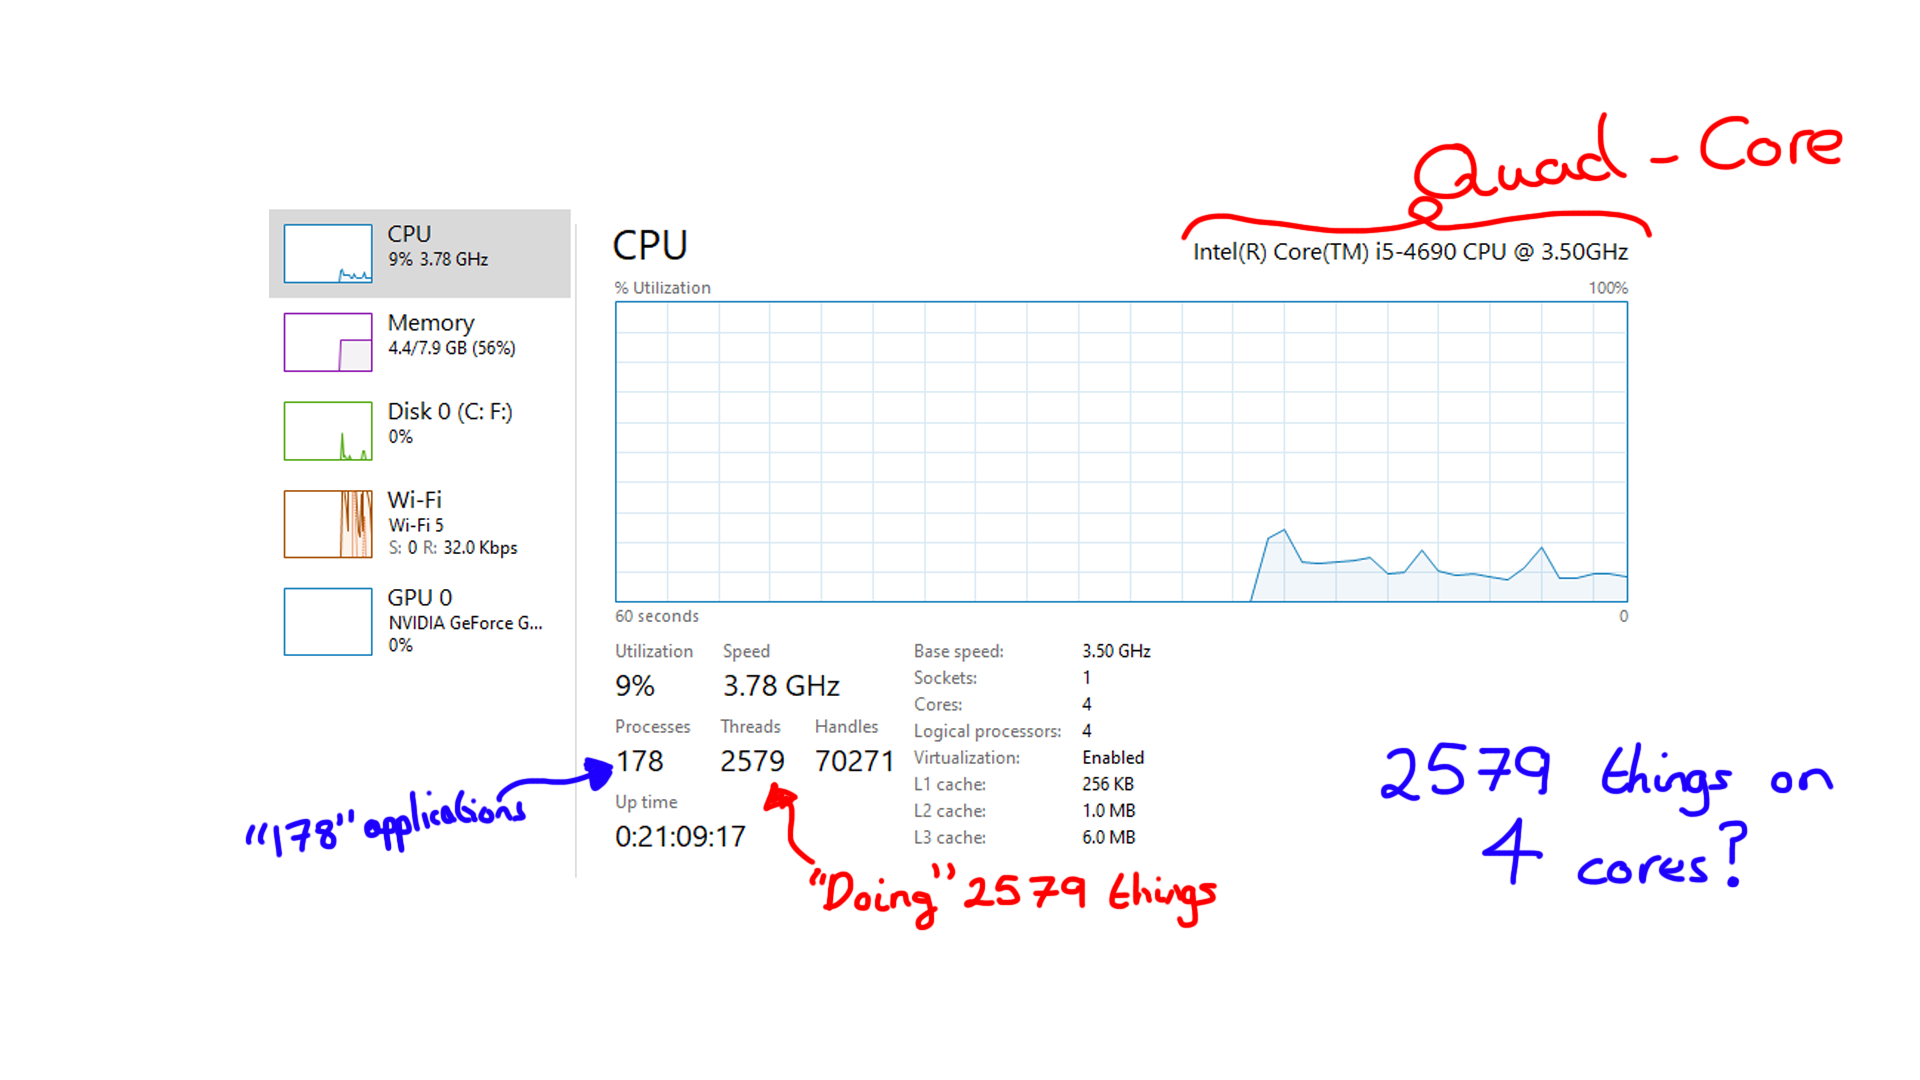 Quad-Core
CPU
9% 3.78 GHz
Memory
4.4/7.9 GB (56%)
Disk 0 (C: F:)
0%
Wi-Fi
Wi-Fi 5
S: 0 R: 32.0 Kbps
GPU 0
NVIDIA GeForce G...
0%
CPU
Intel(R) Core(TM) i5-4690 CPU @ 3.50GHz
% Utilization 100%
60 seconds 0
Utilization Speed
9% 3.78 GHz
Processes Threads Handles
178 2579 70271
Up time
0:21:09:17
Base speed: 3.50 GHz
Sockets: 1
Cores: 4
Logical processors: 4
Virtualization: Enabled
L1 cache: 256 KB
L2 cache: 1.0 MB
L3 cache: 6.0 MB
"178" applications
"Doing" 2579 things
2579 things on
4 cores?